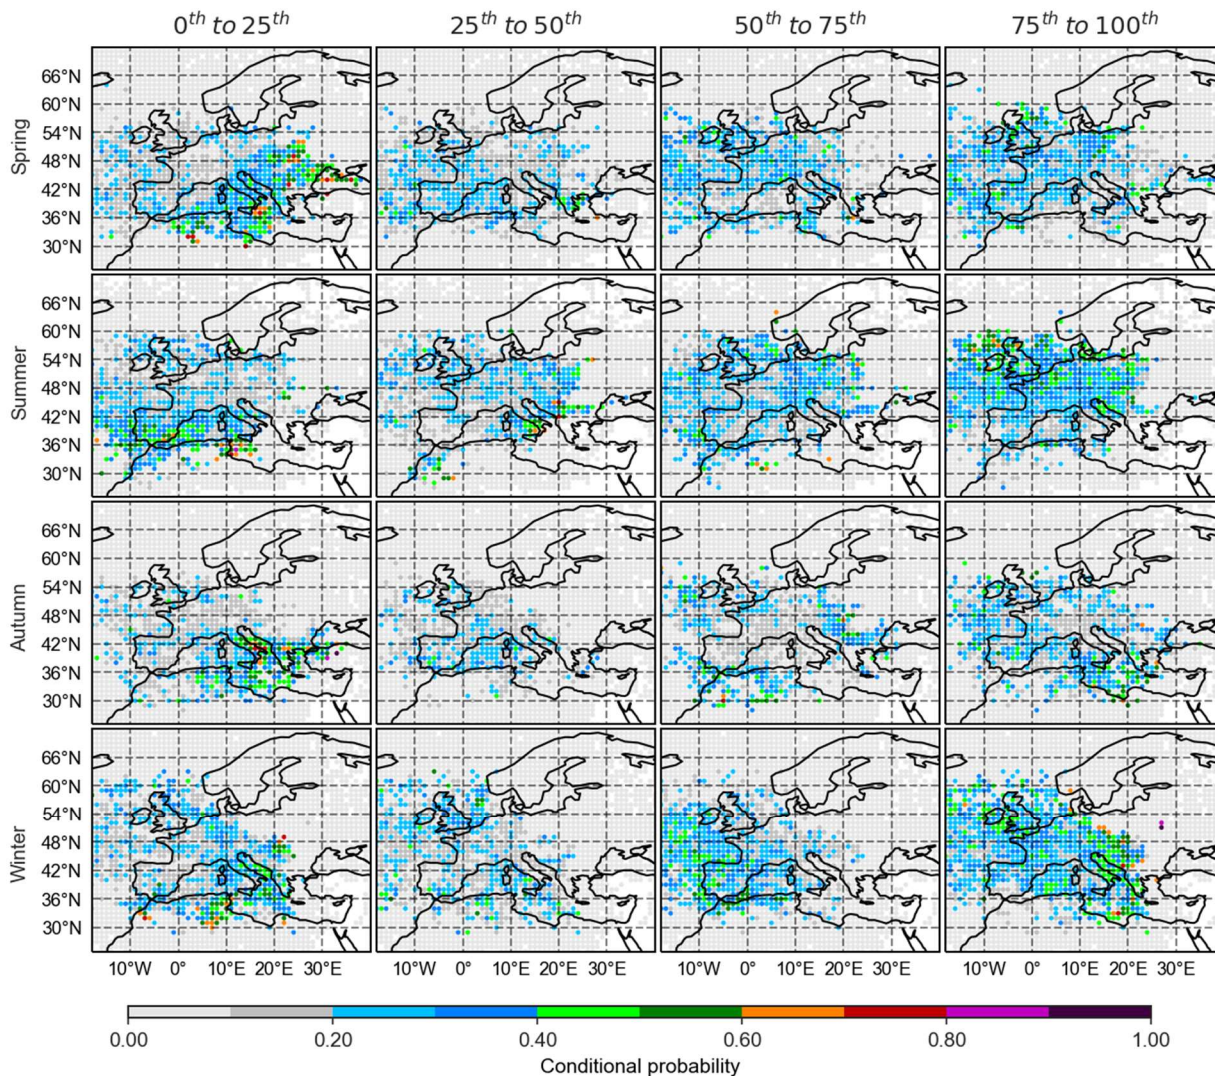 0th to 25th
25th to 50th
50th to 75th
75th to 100th
Spring
66°N
60°N
54°N
48°N
42°N
36°N
30°N
Summer
66°N
60°N
54°N
48°N
42°N
36°N
30°N
Autumn
66°N
60°N
54°N
48°N
42°N
36°N
30°N
Winter
66°N
60°N
54°N
48°N
42°N
36°N
30°N
10°W 0° 10°E 20°E 30°E
10°W 0° 10°E 20°E 30°E
10°W 0° 10°E 20°E 30°E
10°W 0° 10°E 20°E 30°E
0.00 0.20 0.40 0.60 0.80 1.00
Conditional probability